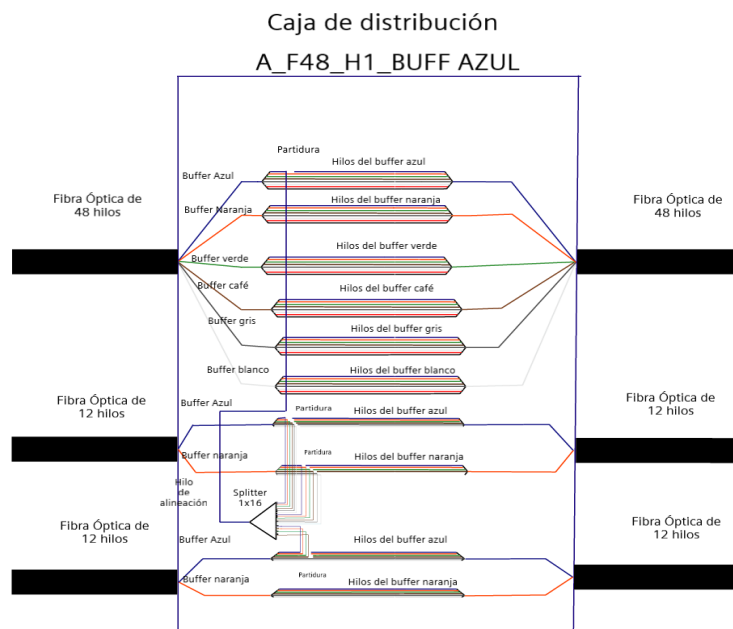 Caja de distribución
A_F48_H1_BUFF AZUL
Partidura
Hilos del buffer azul
Buffer Azul
Fibra Óptica de
48 hilos
Buffer Naranja
Hilos del buffer naranja
Fibra Óptica de
48 hilos
Hilos del buffer verde
Buffer verde
Buffer café
Hilos del buffer café
Buffer gris
Hilos del buffer gris
Buffer blanco
Hilos del buffer blanco
Fibra Óptica de
12 hilos
Buffer Azul
Partidura
Hilos del buffer azul
Fibra Óptica de
12 hilos
Buffer naranja
Partidura
Hilos del buffer naranja
Hilo
de
alineación
Splitter
1x16
Fibra Óptica de
12 hilos
Buffer Azul
Hilos del buffer azul
Fibra Óptica de
12 hilos
Buffer naranja
Partidura
Hilos del buffer naranja